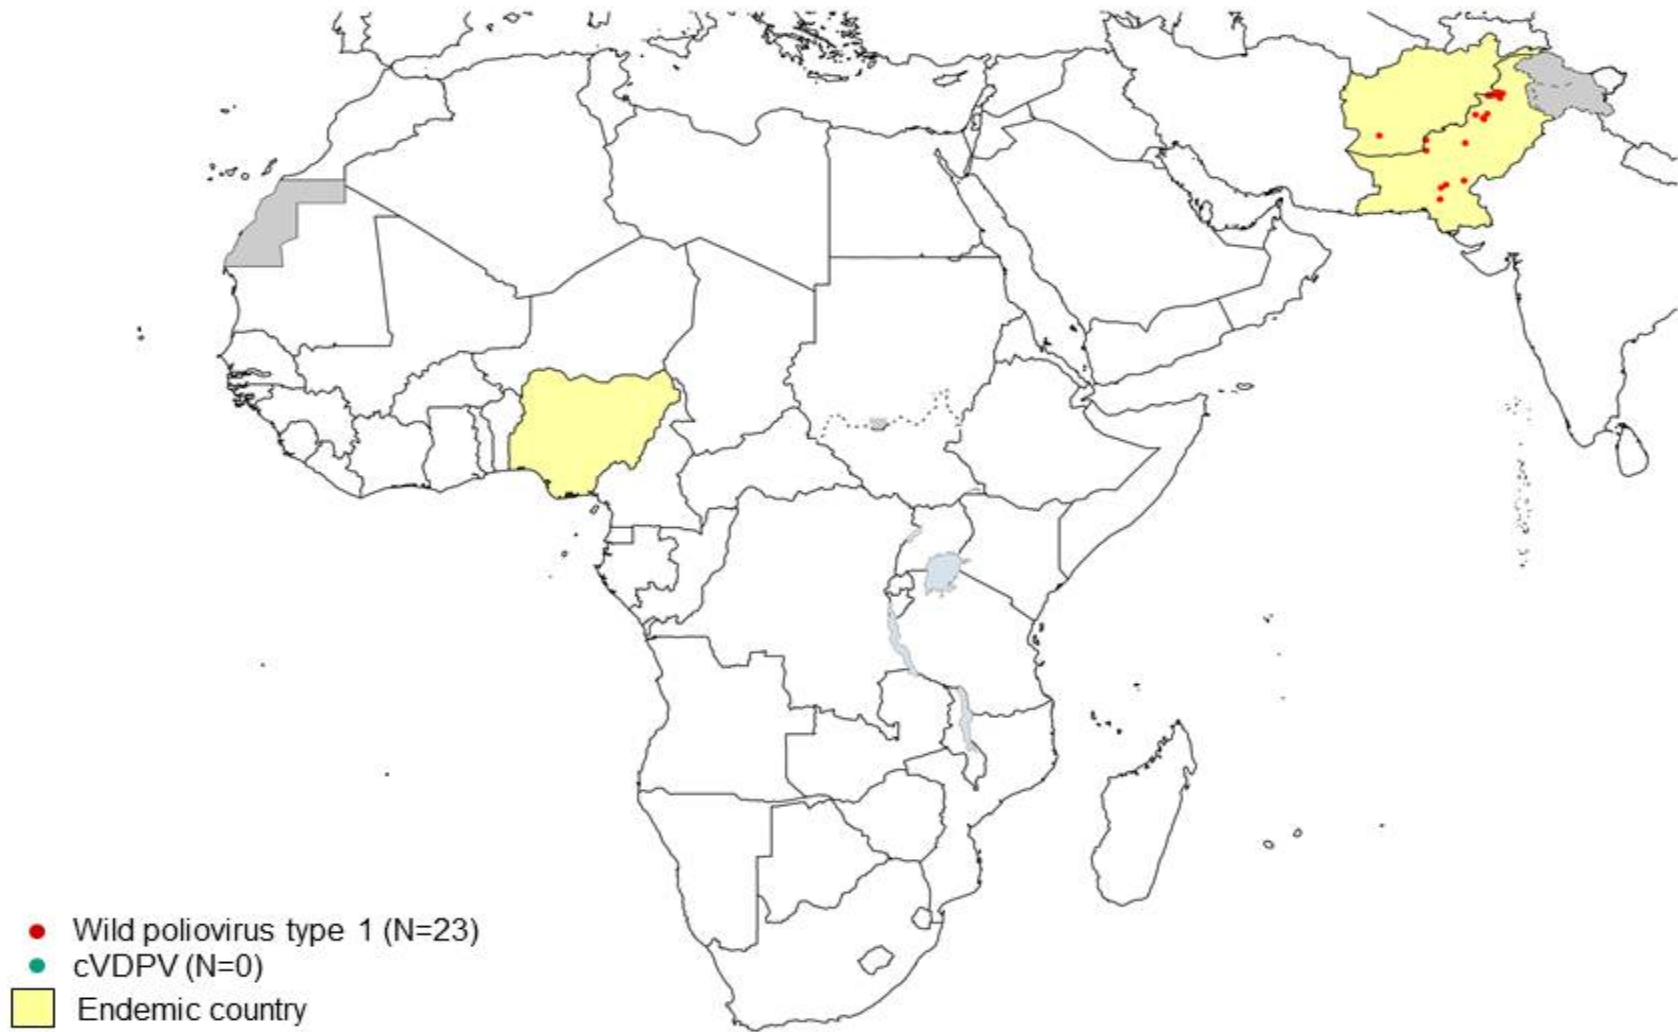 Wild poliovirus type 1 (N=23)
cVDPV (N=0)
Endemic country